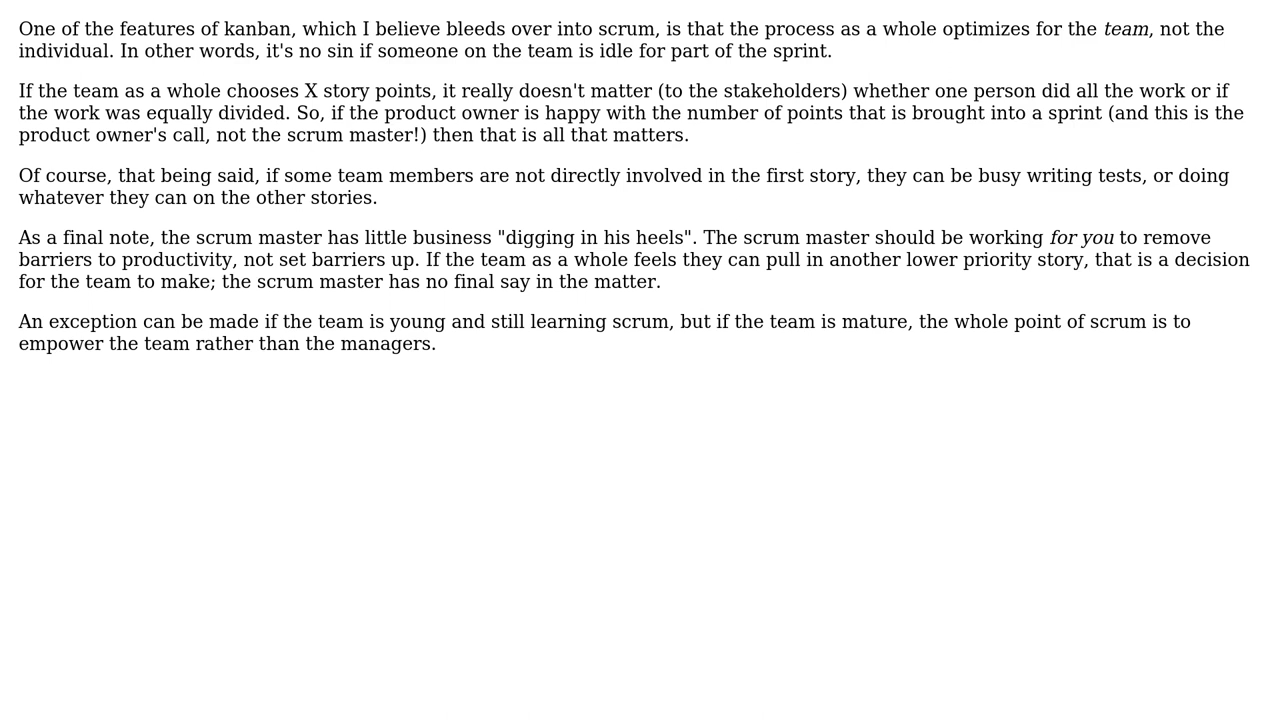 One of the features of kanban, which I believe bleeds over into scrum, is that the process as a whole optimizes for the team, not the
individual. In other words, it's no sin if someone on the team is idle for part of the sprint.
If the team as a whole chooses X story points, it really doesn't matter (to the stakeholders) whether one person did all the work or if
the work was equally divided. So, if the product owner is happy with the number of points that is brought into a sprint (and this is the
product owner's call, not the scrum master!) then that is all that matters.
Of course, that being said, if some team members are not directly involved in the first story, they can be busy writing tests, or doing
whatever they can on the other stories.
As a final note, the scrum master has little business "digging in his heels". The scrum master should be working for you to remove
barriers to productivity, not set barriers up. If the team as a whole feels they can pull in another lower priority story, that is a decision
for the team to make; the scrum master has no final say in the matter.
An exception can be made if the team is young and still learning scrum, but if the team is mature, the whole point of scrum is to
empower the team rather than the managers.